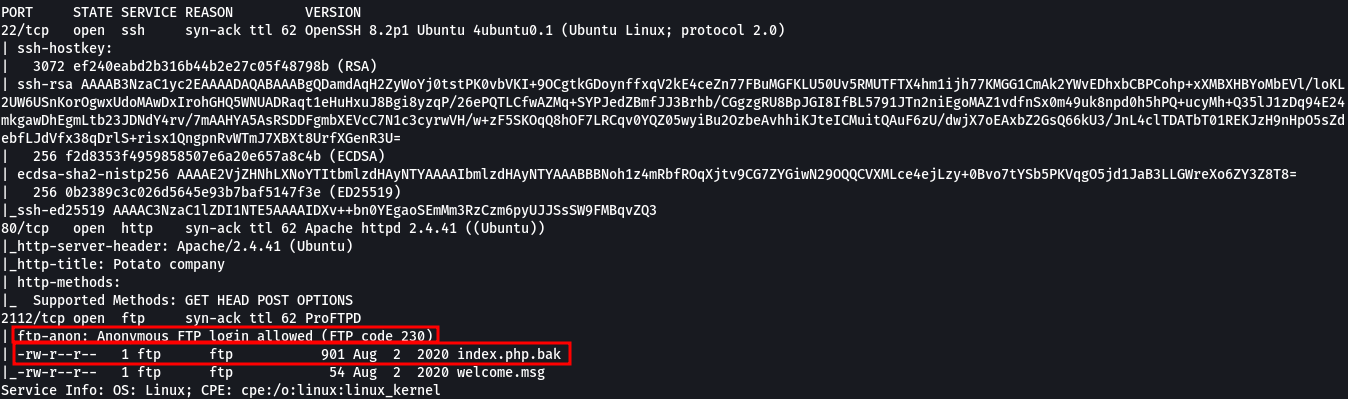 PORT     STATE SERVICE REASON         VERSION
22/tcp   open  ssh     syn-ack ttl 62 OpenSSH 8.2p1 Ubuntu 4ubuntu0.1 (Ubuntu Linux; protocol 2.0)
| ssh-hostkey:
|   3072 ef240eabd2b316b44b2e27c05f48798b (RSA)
| ssh-rsa AAAAB3NzaC1yc2EAAAADAQABAAABgQDamdAqH2ZyWoYj0tstPK0vbVKI+9OCgtkGDoynffxqV2kE4ceZn77FBuMGFKLU50Uv5RMUTFTX4hm1ijh77KMGG1CmAk2YWvEDhxbCBPCohp+xXMBXHBYoMbEVl/loKL
2UW6USnKorOgwxUdoMAwDxIrohGHQ5WNUADRaqt1eHuHxuJ8Bgi8yzqP/26ePQTLCfwAZMq+SYPJedZBmfJJ3Brhb/CGgzgRU8BpJGI8IfBL5791JTn2niEgoMAZ1vdfnSx0m49uk8npd0h5hPQ+ucyMh+Q35lJ1zDq94E24
mkgawDhEgmLtb23JDNdY4rv/7mAAHYA5AsRSDDFgmbXEVcC7N1c3cyrwVH/w+zF5SKOqQ8hOF7LRCqv0YQZ05wyiBu2OzbeAvhhiKJteICMuitQAuF6zU/dwjX7oEAxbZ2GsQ66kU3/JnL4clTDATbT01REKJzH9nHpO5sZd
ebfLJdVfx38qDrlS+risx1QngpnRvWTmJ7XBXt8UrfXGenR3U=
|   256 f2d8353f4959858507e6a20e657a8c4b (ECDSA)
| ecdsa-sha2-nistp256 AAAAE2VjZHNhLXNoYTItbmlzdHAyNTYAAAAIbmlzdHAyNTYAAABBBNoh1z4mRbfROqXjtv9CG7ZYGiwN29OQQCVXMLce4ejLzy+0Bvo7tYSb5PKVqgO5jd1JaB3LLGWreXo6ZY3Z8T8=
|   256 0b2389c3c026d5645e93b7baf5147f3e (ED25519)
|_ssh-ed25519 AAAAC3NzaC1lZDI1NTE5AAAAIDXv++bn0YEgaoSEmMm3RzCzm6pyUJJSsSW9FMBqvZQ3
80/tcp   open  http    syn-ack ttl 62 Apache httpd 2.4.41 ((Ubuntu))
|_http-server-header: Apache/2.4.41 (Ubuntu)
|_http-title: Potato company
| http-methods:
|_  Supported Methods: GET HEAD POST OPTIONS
2112/tcp open  ftp     syn-ack ttl 62 ProFTPD
| ftp-anon: Anonymous FTP login allowed (FTP code 230)
| -rw-r--r--   1 ftp      ftp           901 Aug  2  2020 index.php.bak
|_-rw-r--r--   1 ftp      ftp            54 Aug  2  2020 welcome.msg
Service Info: OS: Linux; CPE: cpe:/o:linux:linux_kernel